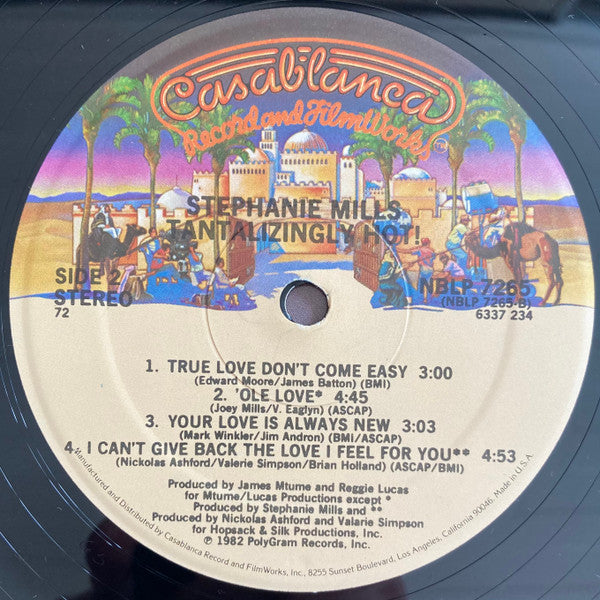 Casablanca
Record and FilmWorks
TM
STEPHANIE MILLS
TANTALIZINGLY HOT!
SIDE 2
STEREO
72
NBLP 7265
(NBLP 7265-B)
6337 234
1. TRUE LOVE DON'T COME EASY 3:00
(Edward Moore/James Batton) (BMI)
2. 'OLE LOVE* 4:45
(Joey Mills/V. Eaglyn) (ASCAP)
3. YOUR LOVE IS ALWAYS NEW 3:03
(Mark Winkler/Jim Andron) (BMI/ASCAP)
4. I CAN'T GIVE BACK THE LOVE I FEEL FOR YOU** 4:53
(Nickolas Ashford/Valerie Simpson/Brian Holland) (ASCAP/BMI)
Produced by James Mtume and Reggie Lucas
for Mtume/Lucas Productions except *
Produced by Stephanie Mills and **
Produced by Nickolas Ashford and Valarie Simpson
for Hopsack & Silk Productions, Inc.
℗ 1982 PolyGram Records, Inc.
Manufactured and Distributed by Casablanca Record and FilmWorks, Inc., 8255 Sunset Boulevard, Los Angeles, California 90046. Made in U.S.A.